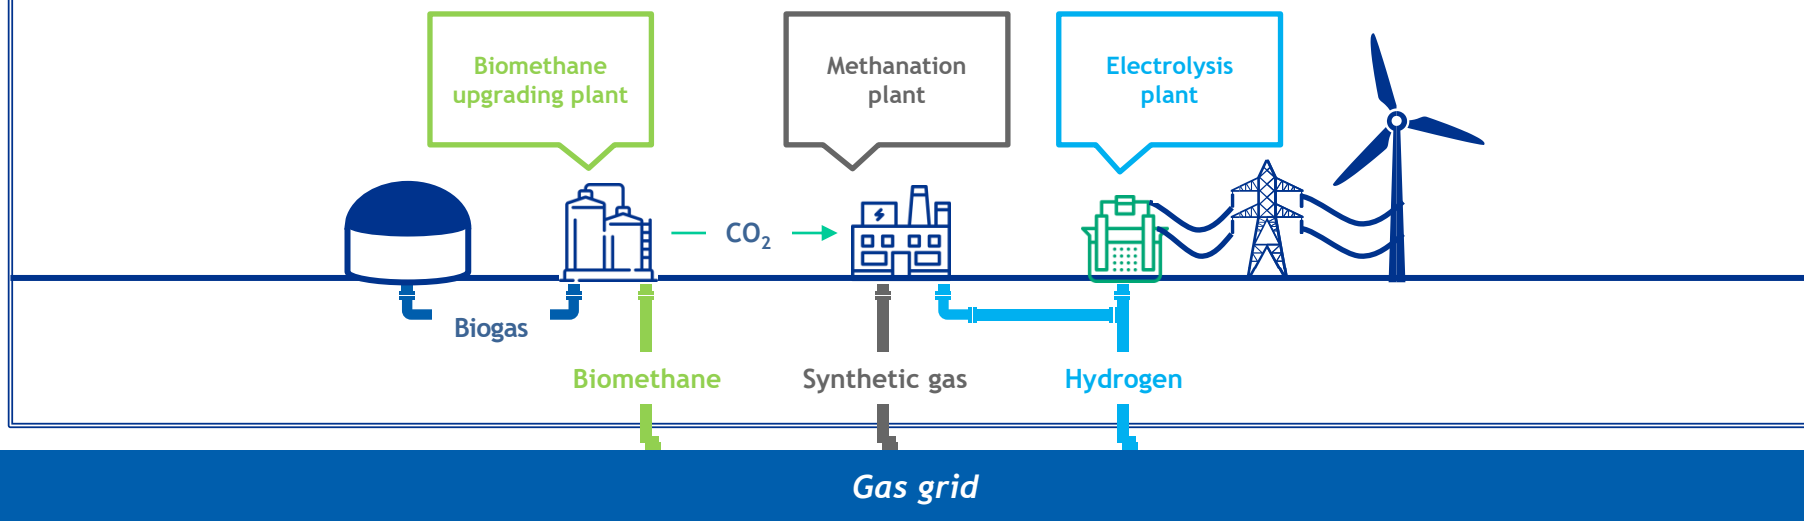 Biomethane
upgrading plant
Methanation
plant
Electrolysis
plant
CO₂
Biogas
Biomethane
Synthetic gas
Hydrogen
Gas grid